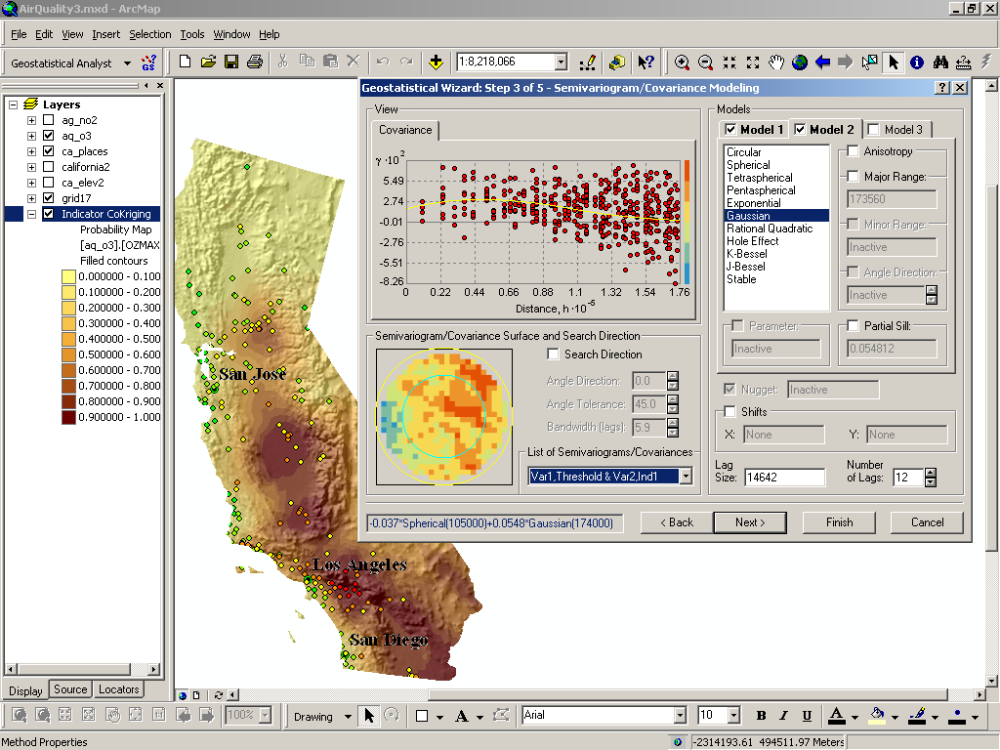 AirQuality3.mxd - ArcMap
File Edit View Insert Selection Tools Window Help
Geostatistical Analyst
1:8,218,066
Layers
ag_no2
aq_o3
ca_places
california2
ca_elev2
grid17
Indicator CoKriging
Probability Map
[aq_o3].[OZMAX
Filled contours
0.000000 - 0.100
0.100000 - 0.200
0.200000 - 0.300
0.300000 - 0.400
0.400000 - 0.500
0.500000 - 0.600
0.600000 - 0.700
0.700000 - 0.800
0.800000 - 0.900
0.900000 - 1.000
Display Source Locators
San Jose
Los Angeles
San Diego
Geostatistical Wizard: Step 3 of 5 - Semivariogram/Covariance Modeling
View
Covariance
γ·10 2
5.49
2.74
-0.01
-2.76
-5.51
-8.26
0 0.22 0.44 0.66 0.88 1.1 1.32 1.54 1.76
Distance, h·10 -5
Semivariogram/Covariance Surface and Search Direction
Search Direction
Angle Direction: 0.0
Angle Tolerance: 45.0
Bandwidth (lags): 5.9
List of Semivariograms/Covariances
Var1,Threshold & Var2,Ind1
Models
Model 1 Model 2 Model 3
Circular
Spherical
Tetraspherical
Pentaspherical
Exponential
Gaussian
Rational Quadratic
Hole Effect
K-Bessel
J-Bessel
Stable
Anisotropy
Major Range:
173560
Minor Range:
Inactive
Angle Direction:
Inactive
Parameter:
Inactive
Partial Sill:
0.054812
Nugget: Inactive
Shifts
X: None Y: None
Lag Size: 14642 Number of Lags: 12
-0.037*Spherical(105000)+0.0548*Gaussian(174000)
< Back Next > Finish Cancel
100%
Drawing
A
Arial
10
B I U A
Method Properties
-2314193.61 494511.97 Meters